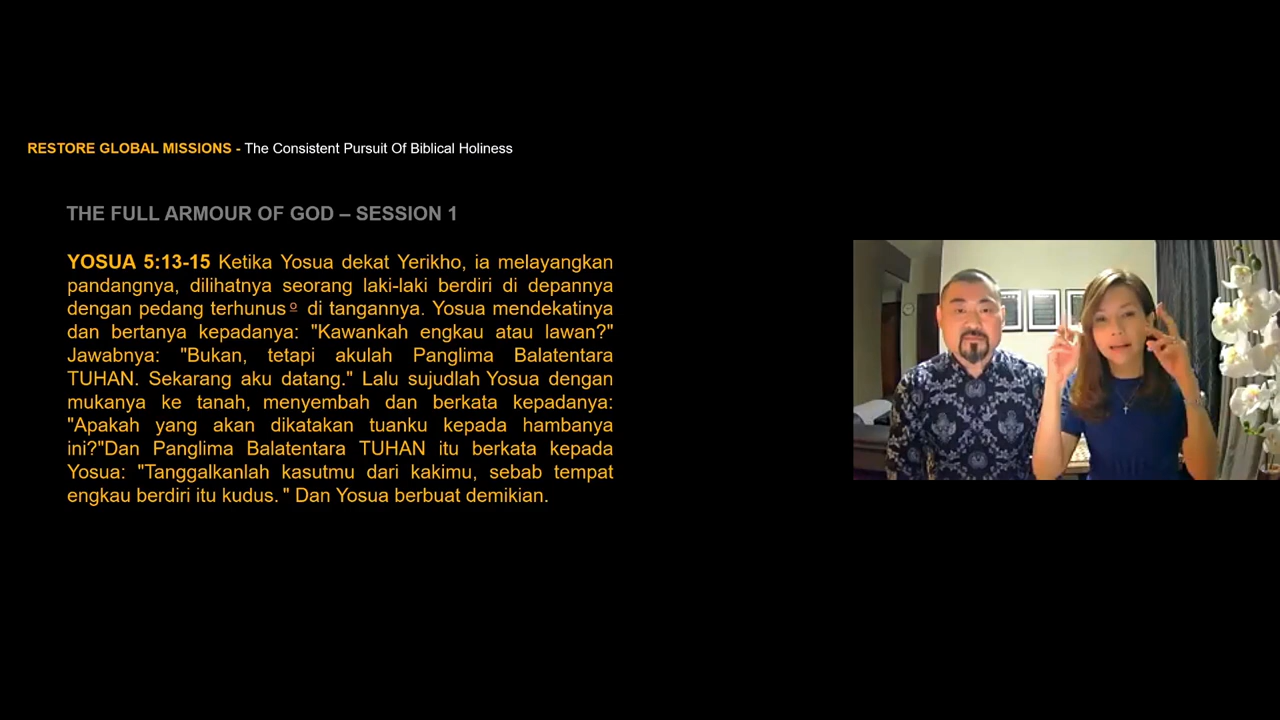 RESTORE GLOBAL MISSIONS - The Consistent Pursuit Of Biblical Holiness
THE FULL ARMOUR OF GOD – SESSION 1
YOSUA 5:13-15 Ketika Yosua dekat Yerikho, ia melayangkan
pandangnya, dilihatnya seorang laki-laki berdiri di depannya
dengan pedang terhunus º di tangannya. Yosua mendekatinya
dan bertanya kepadanya: "Kawankah engkau atau lawan?"
Jawabnya: "Bukan, tetapi akulah Panglima Balatentara
TUHAN. Sekarang aku datang." Lalu sujudlah Yosua dengan
mukanya ke tanah, menyembah dan berkata kepadanya:
"Apakah yang akan dikatakan tuanku kepada hambanya
ini?"Dan Panglima Balatentara TUHAN itu berkata kepada
Yosua: "Tanggalkanlah kasutmu dari kakimu, sebab tempat
engkau berdiri itu kudus. " Dan Yosua berbuat demikian.